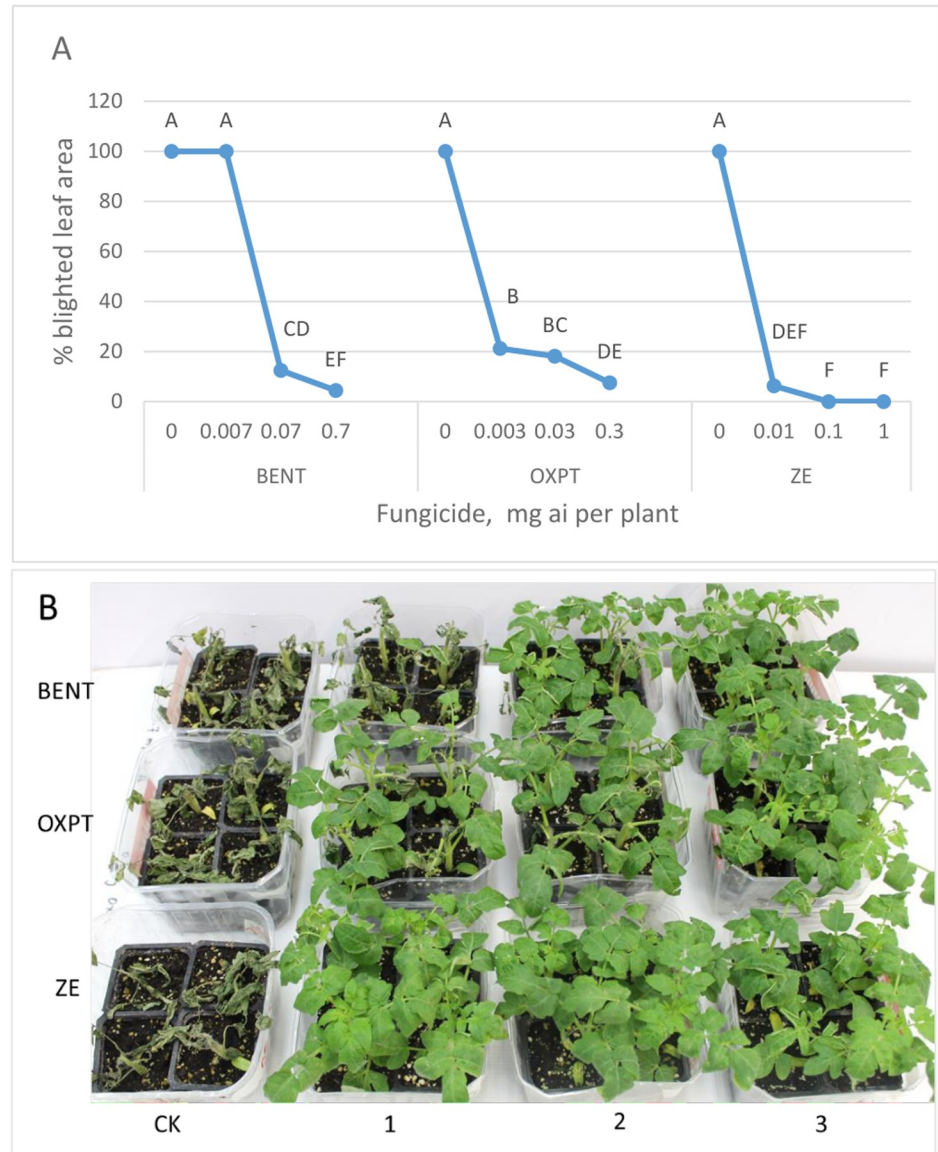 A
120
100
80
60
40
20
0
% blighted leaf area
A A CD EF
A B BC DE
A DEF F F
0 0.007 0.07 0.7 0 0.003 0.03 0.3 0 0.01 0.1 1
BENT OXPT ZE
Fungicide, mg ai per plant
B
BENT
OXPT
ZE
CK 1 2 3